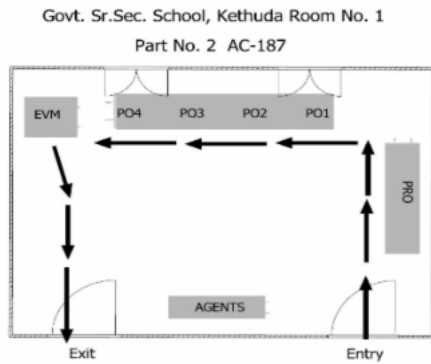 Govt. Sr.Sec. School, Kethuda Room No. 1
Part No. 2 AC-187
EVM
PO4 PO3 PO2 PO1
PRO
AGENTS
Exit Entry